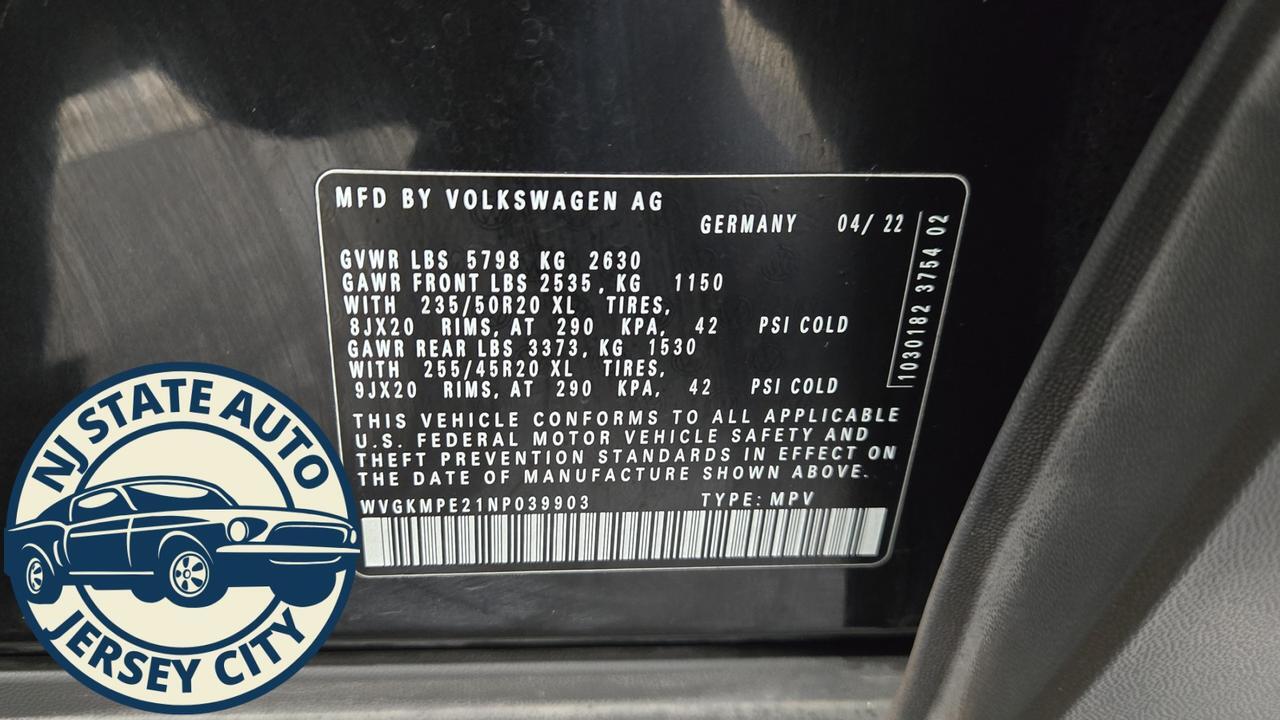 MFD BY VOLKSWAGEN AG
GERMANY 04/ 22
GVWR LBS 5798 KG 2630
GAWR FRONT LBS 2535, KG 1150
WITH 235/50R20 XL TIRES,
8JX20 RIMS, AT 290 KPA, 42 PSI COLD
GAWR REAR LBS 3373, KG 1530
WITH 255/45R20 XL TIRES,
9JX20 RIMS, AT 290 KPA, 42 PSI COLD
THIS VEHICLE CONFORMS TO ALL APPLICABLE
U.S. FEDERAL MOTOR VEHICLE SAFETY AND
THEFT PREVENTION STANDARDS IN EFFECT ON
THE DATE OF MANUFACTURE SHOWN ABOVE.
WVGKMPE21NP039903 TYPE: MPV
1030182 3754 02
NJ STATE AUTO
JERSEY CITY